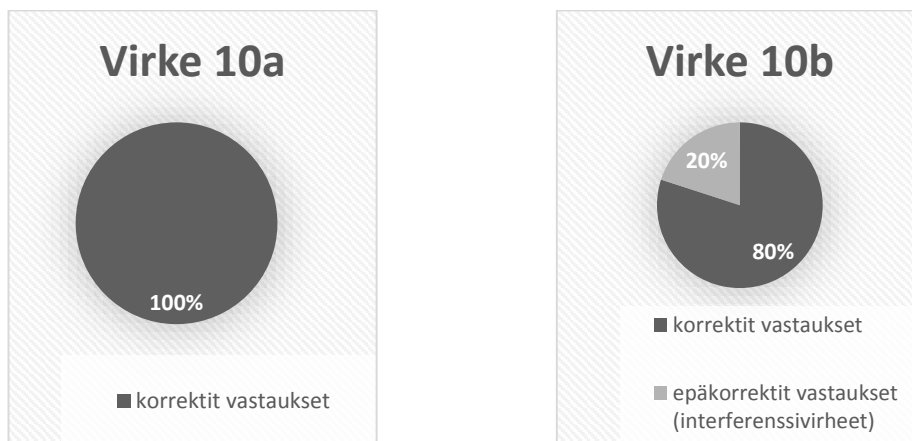 Virke 10a
100%
korrektit vastaukset
Virke 10b
20%
80%
korrektit vastaukset
epäkorrektit vastaukset
(interferenssivirheet)